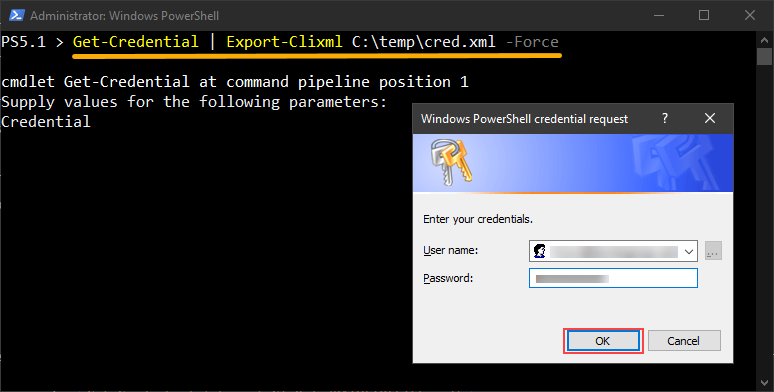 Administrator: Windows PowerShell
PS5.1 > Get-Credential | Export-Clixml C:\temp\cred.xml -Force
cmdlet Get-Credential at command pipeline position 1
Supply values for the following parameters:
Credential
Windows PowerShell credential request
?
Enter your credentials.
User name:
...
Password:
OK
Cancel